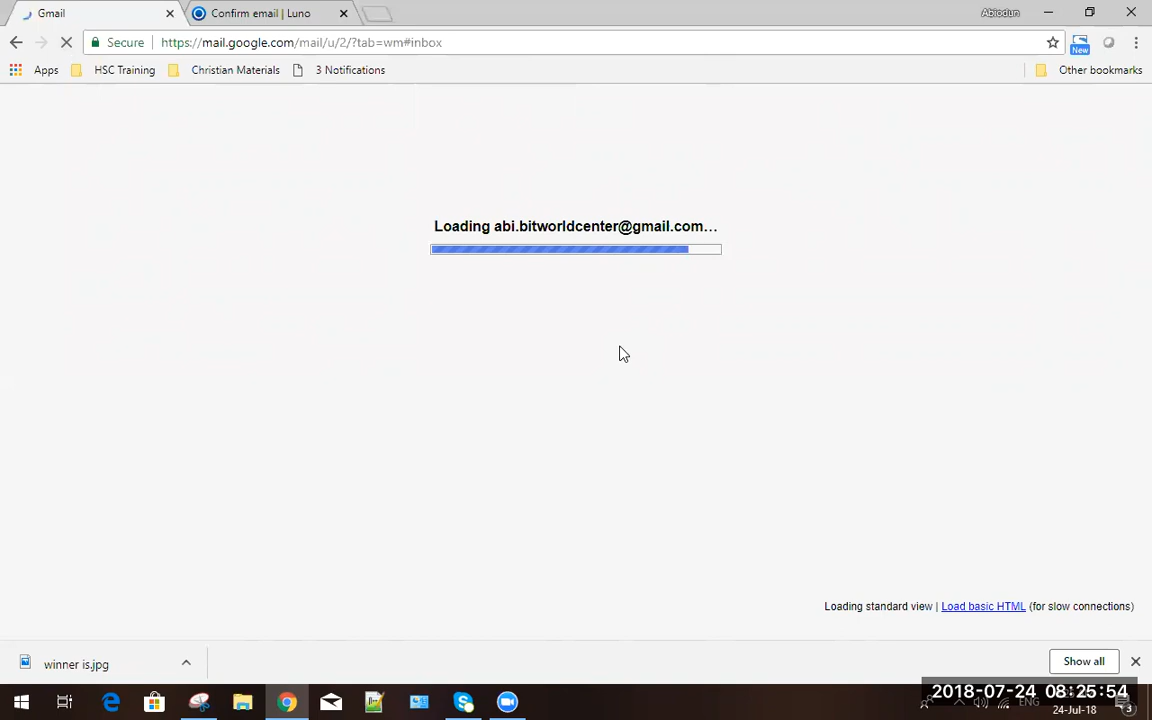 Gmail
Confirm email | Luno
Abiodun
Secure
https://mail.google.com/mail/u/2/?tab=wm#inbox
New
Apps
HSC Training
Christian Materials
3 Notifications
Other bookmarks
Loading abi.bitworldcenter@gmail.com…
Loading standard view | Load basic HTML (for slow connections)
winner is.jpg
Show all
2018-07-24 08:25:54
ENG
24-Jul-18
3